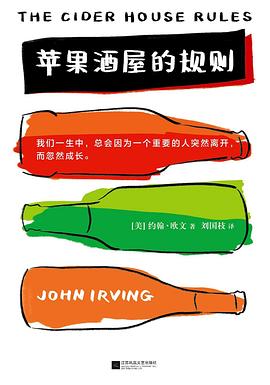 THE CIDER HOUSE RULES
苹果酒屋的规则
我们一生中，总会因为一个重要的人突然离开，
而忽然成长。
[美] 约翰·欧文 著 刘国枝 译
JOHN IRVING
江苏凤凰文艺出版社